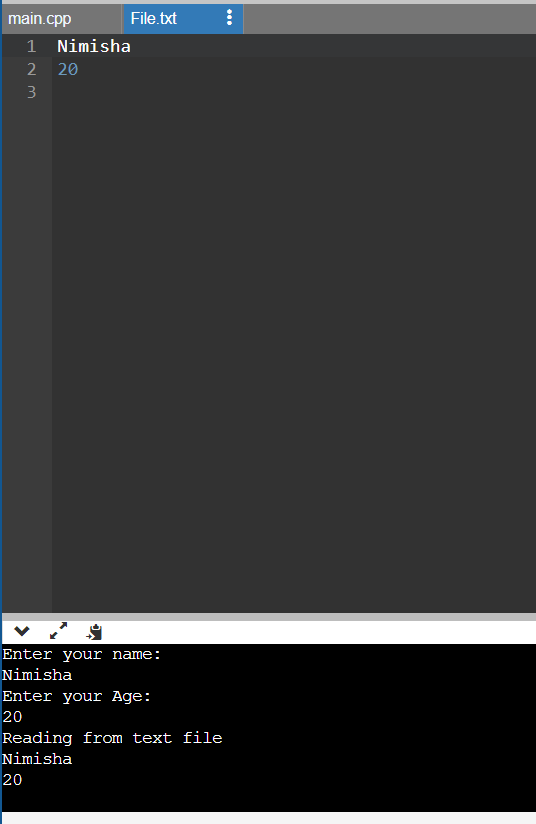 main.cpp File.txt
1 Nimisha
2 20
3
Enter your name:
Nimisha
Enter your Age:
20
Reading from text file
Nimisha
20